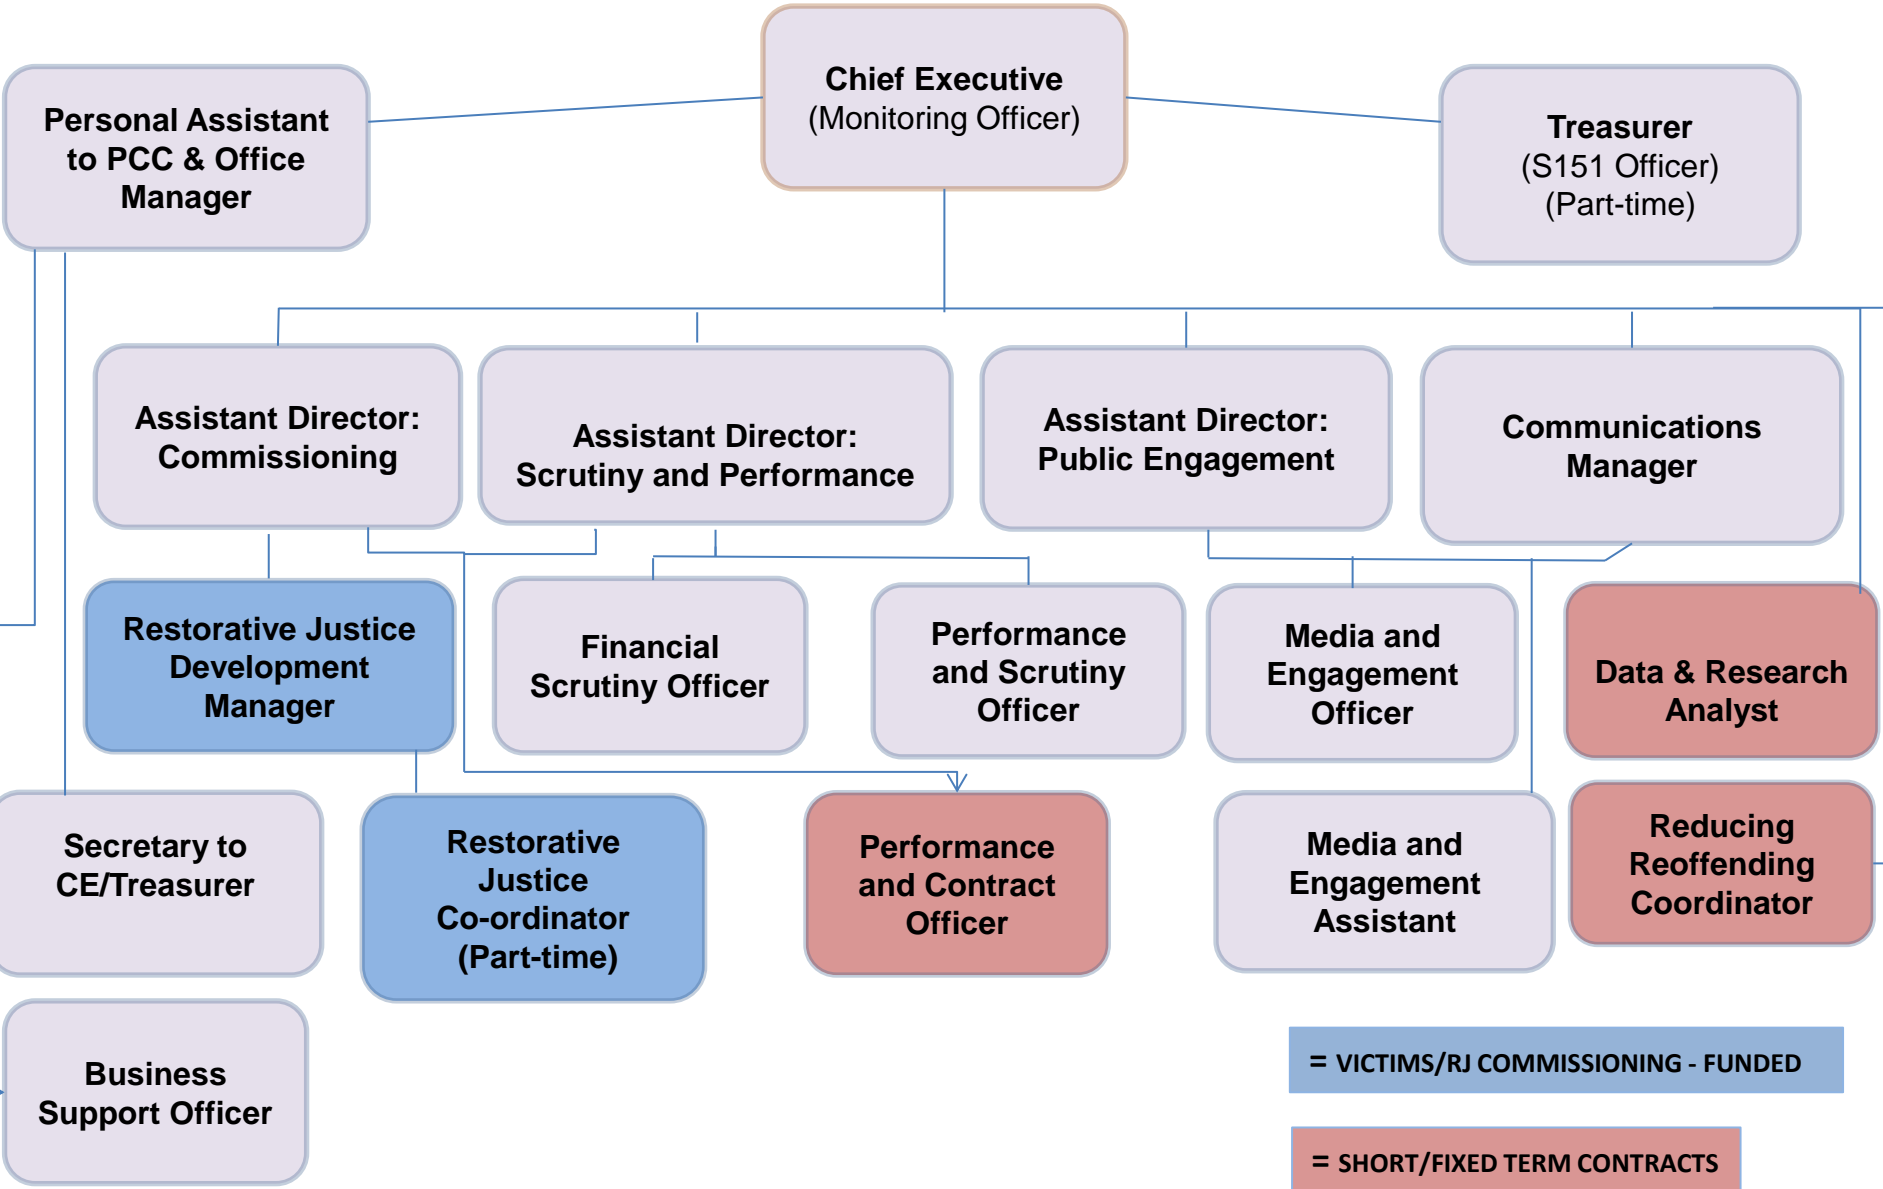 Chief Executive
(Monitoring Officer)
Personal Assistant
to PCC & Office
Manager
Treasurer
(S151 Officer)
(Part-time)
Assistant Director:
Commissioning
Assistant Director:
Scrutiny and Performance
Assistant Director:
Public Engagement
Communications
Manager
Restorative Justice
Development
Manager
Financial
Scrutiny Officer
Performance
and Scrutiny
Officer
Media and
Engagement
Officer
Data & Research
Analyst
Secretary to
CE/Treasurer
Restorative
Justice
Co-ordinator
(Part-time)
Performance
and Contract
Officer
Media and
Engagement
Assistant
Reducing
Reoffending
Coordinator
Business
Support Officer
= VICTIMS/RJ COMMISSIONING - FUNDED
= SHORT/FIXED TERM CONTRACTS